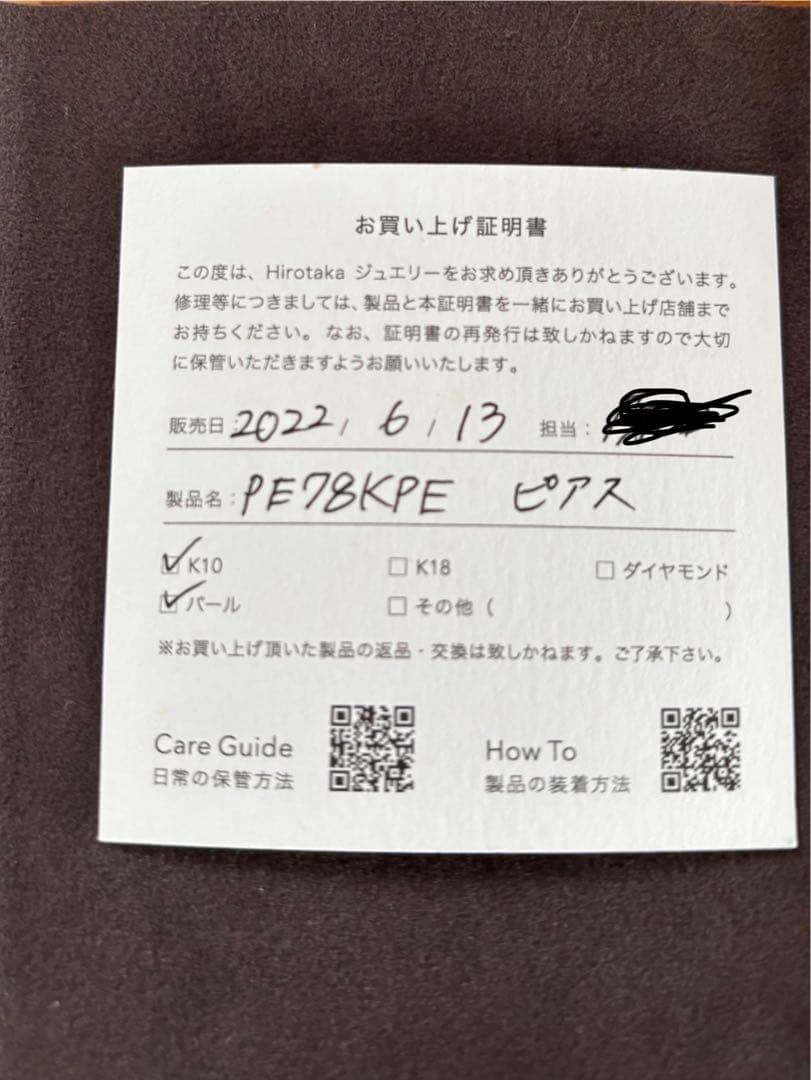 お買い上げ証明書
この度は、Hirotaka ジュエリーをお求め頂きありがとうございます。
修理等につきましては、製品と本証明書を一緒にお買い上げ店舗まで
お持ちください。なお、証明書の再発行は致しかねますので大切
に保管いただきますようお願いいたします。
販売日：2022 / 6 / 13 担当：
製品名：PE78KPE ピアス
☑ K10 □ K18 □ ダイヤモンド
☑ パール □ その他（ ）
※お買い上げ頂いた製品の返品・交換は致しかねます。ご了承下さい。
Care Guide How To
日常の保管方法 製品の装着方法